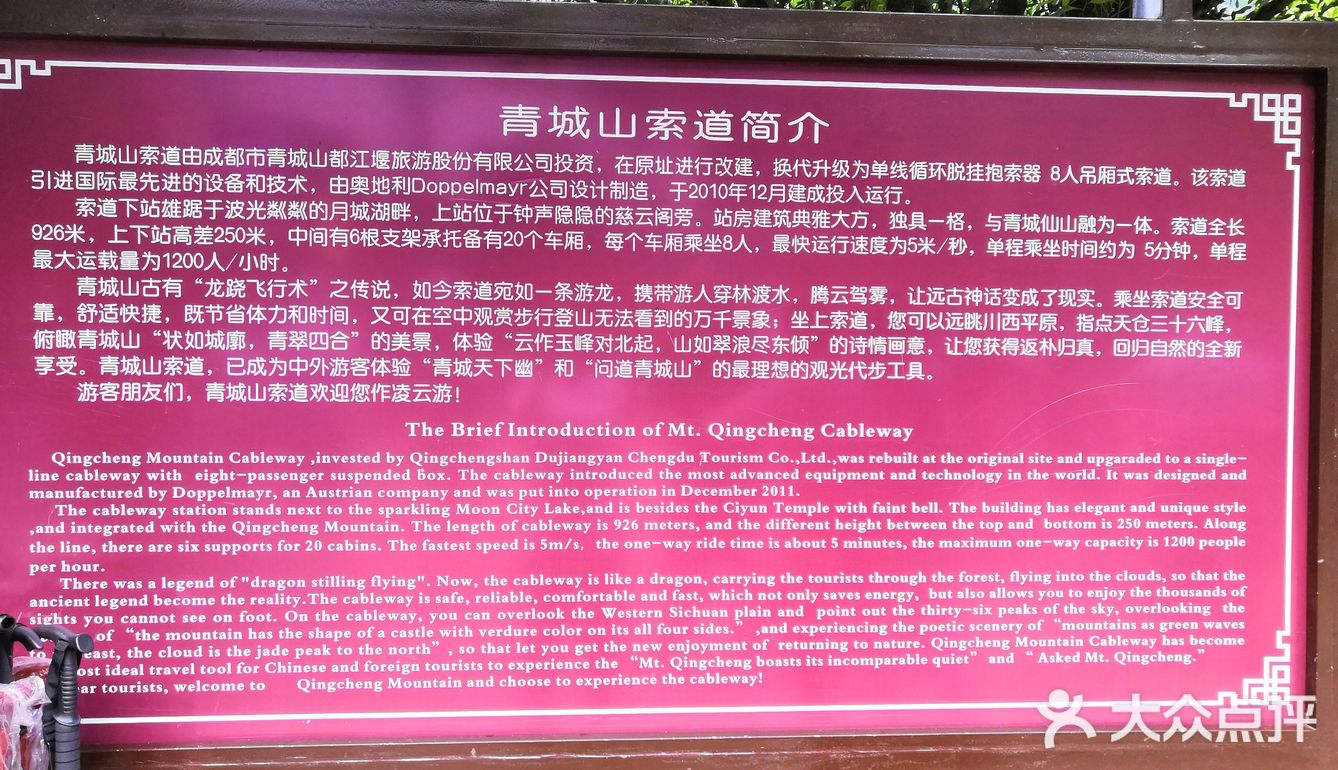 青城山索道简介
青城山索道由成都市青城山都江堰旅游股份有限公司投资，在原址进行改建，换代升级为单线循环脱挂抱索器 8人吊厢式索道。该索道
引进国际最先进的设备和技术，由奥地利Doppelmayr公司设计制造，于2010年12月建成投入运行。
索道下站雄踞于波光粼粼的月城湖畔，上站位于钟声隐隐的慈云阁旁。站房建筑典雅大方，独具一格，与青城仙山融为一体。索道全长
926米，上下站高差250米，中间有6根支架承托备有20个车厢，每个车厢乘坐8人，最快运行速度为5米/秒，单程乘坐时间约为 5分钟，单程
最大运载量为1200人/小时。
青城山古有“龙跷飞行术”之传说，如今索道宛如一条游龙，携带游人穿林渡水，腾云驾雾，让远古神话变成了现实。乘坐索道安全可
靠，舒适快捷，既节省体力和时间，又可在空中观赏步行登山无法看到的万千景象；坐上索道，您可以远眺川西平原，指点天仓三十六峰，
俯瞰青城山“状如城廓，青翠四合”的美景，体验“云作玉峰对北起，山如翠浪尽东倾”的诗情画意，让您获得返朴归真，回归自然的全新
享受。青城山索道，已成为中外游客体验“青城天下幽”和“问道青城山”的最理想的观光代步工具。
游客朋友们，青城山索道欢迎您作凌云游！
The Brief Introduction of Mt. Qingcheng Cableway
Qingcheng Mountain Cableway ,invested by Qingchengshan Dujiangyan Chengdu Tourism Co.,Ltd.,was rebuilt at the original site and upgaraded to a single-
line cableway with eight-passenger suspended box. The cableway introduced the most advanced equipment and technology in the world. It was designed and
manufactured by Doppelmayr, an Austrian company and was put into operation in December 2011.
The cableway station stands next to the sparkling Moon City Lake,and is besides the Ciyun Temple with faint bell. The building has elegant and unique style
,and integrated with the Qingcheng Mountain. The length of cableway is 926 meters, and the different height between the top and bottom is 250 meters. Along
the line, there are six supports for 20 cabins. The fastest speed is 5m/s, the one-way ride time is about 5 minutes, the maximum one-way capacity is 1200 people
per hour.
There was a legend of "dragon stilling flying". Now, the cableway is like a dragon, carrying the tourists through the forest, flying into the clouds, so that the
ancient legend become the reality.The cableway is safe, reliable, comfortable and fast, which not only saves energy, but also allows you to enjoy the thousands of
sights you cannot see on foot. On the cableway, you can overlook the Western Sichuan plain and point out the thirty-six peaks of the sky, overlooking the
of “the mountain has the shape of a castle with verdure color on its all four sides.” ,and experiencing the poetic scenery of “mountains as green waves
to east, the cloud is the jade peak to the north”, so that let you get the new enjoyment of returning to nature. Qingcheng Mountain Cableway has become
ost ideal travel tool for Chinese and foreign tourists to experience the “Mt. Qingcheng boasts its incomparable quiet” and “ Asked Mt. Qingcheng.”
ear tourists, welcome to Qingcheng Mountain and choose to experience the cableway!
大众点评